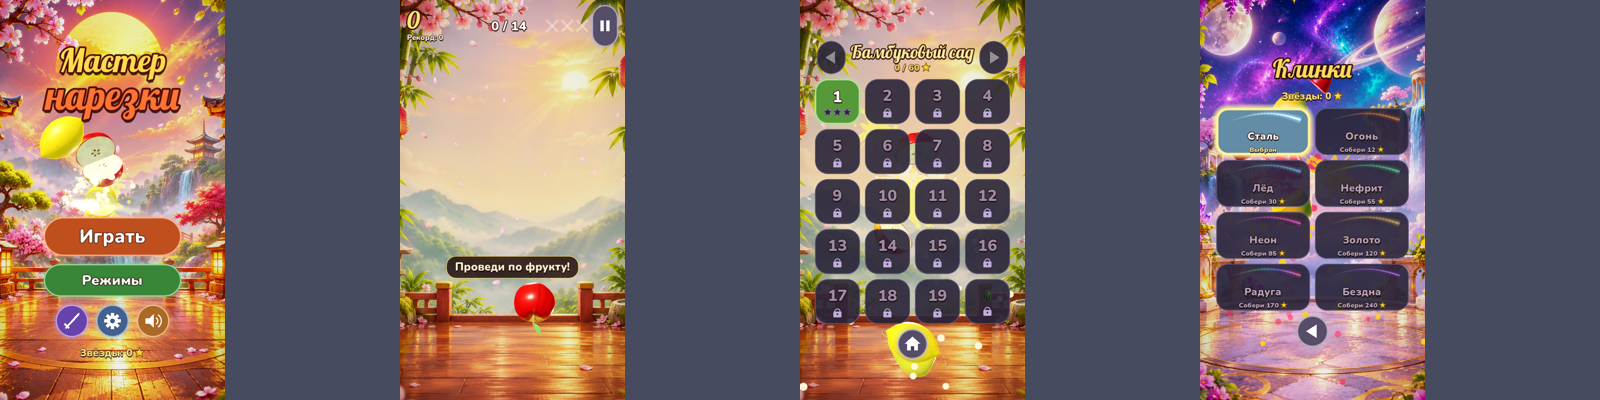 Мастер
нарезки
Играть
Режимы
Звёзды: 0
0
Рекорд: 0
0 / 14
Проведи по фрукту!
Бамбуковый сад
0 / 60
1
2
3
4
5
6
7
8
9
10
11
12
13
14
15
16
17
18
19
Клинки
Звёзды: 0
Сталь
Выбран
Огонь
Собери 12
Лёд
Собери 30
Нефрит
Собери 55
Неон
Собери 85
Золото
Собери 120
Радуга
Собери 170
Бездна
Собери 240